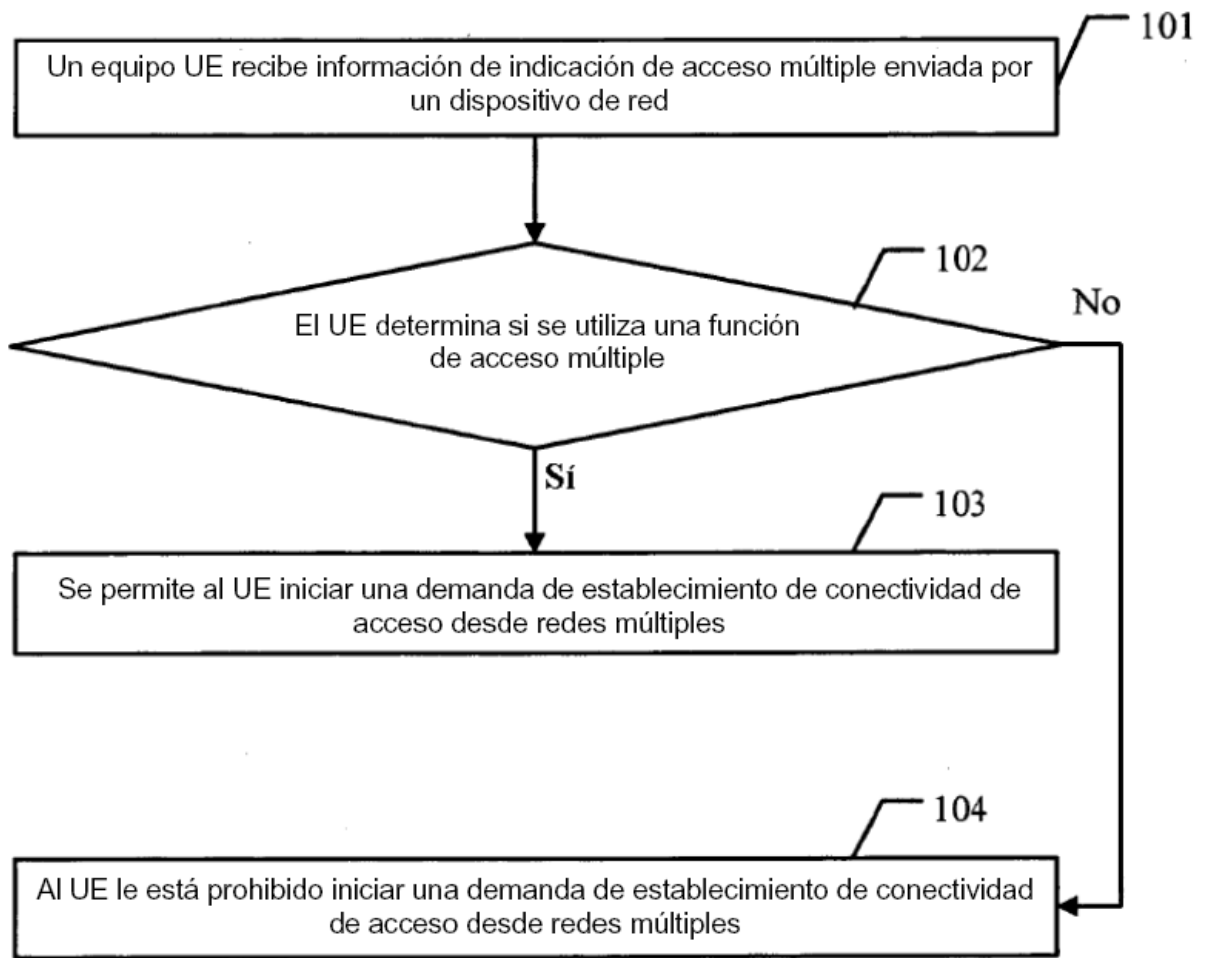 101
Un equipo UE recibe información de indicación de acceso múltiple enviada por
un dispositivo de red
102
No
El UE determina si se utiliza una función
de acceso múltiple
Sí
103
Se permite al UE iniciar una demanda de establecimiento de conectividad de
acceso desde redes múltiples
104
Al UE le está prohibido iniciar una demanda de establecimiento de conectividad
de acceso desde redes múltiples